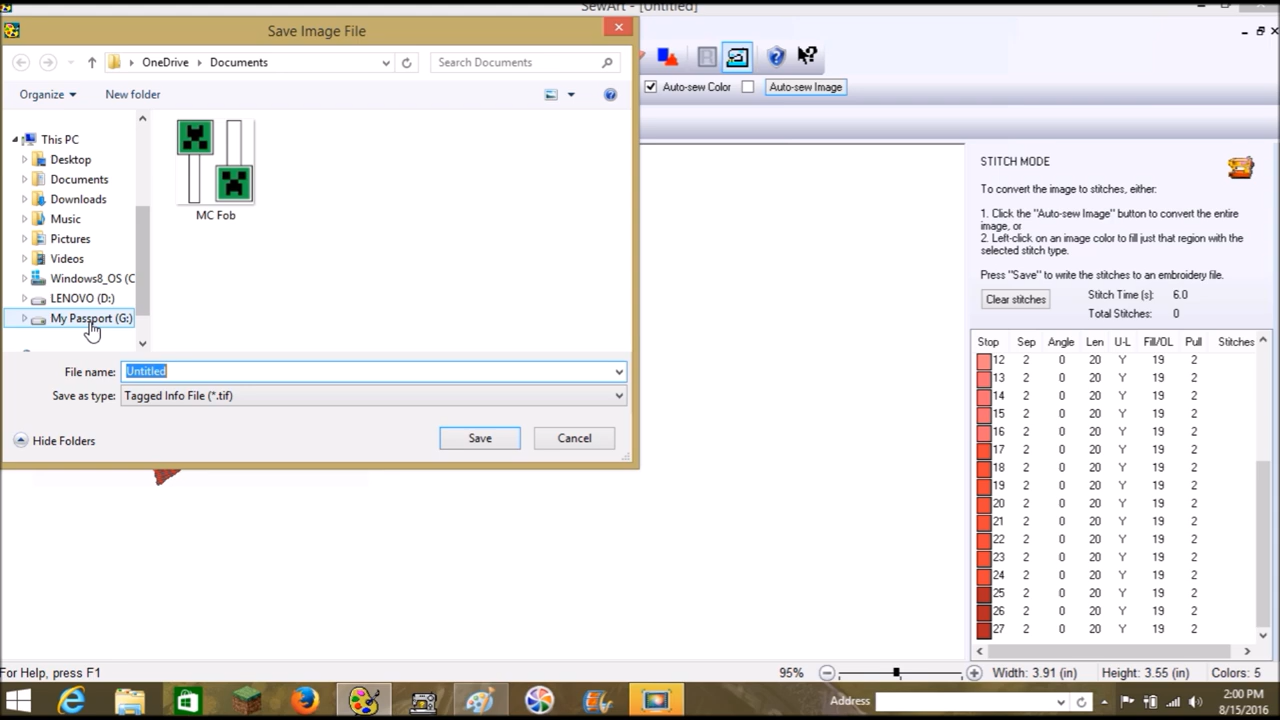 SewArt - [Untitled]
Save Image File
OneDrive
Documents
Search Documents
Organize
New folder
Auto-sew Color
Auto-sew Image
This PC
Desktop
Documents
Downloads
Music
Pictures
Videos
Windows8_OS (C
LENOVO (D:)
My Passport (G:)
MC Fob
File name:
Untitled
Save as type:
Tagged Info File (*.tif)
Hide Folders
Save
Cancel
STITCH MODE
To convert the image to stitches, either:
1. Click the "Auto-sew Image" button to convert the entire
image, or
2. Left-click on an image color to fill just that region with the
selected stitch type.
Press "Save" to write the stitches to an embroidery file.
Clear stitches
Stitch Time (s): 6.0
Total Stitches: 0
Stop Sep Angle Len U-L Fill/OL Pull Stitches
12 2 0 20 Y 19 2
13 2 0 20 Y 19 2
14 2 0 20 Y 19 2
15 2 0 20 Y 19 2
16 2 0 20 Y 19 2
17 2 0 20 Y 19 2
18 2 0 20 Y 19 2
19 2 0 20 Y 19 2
20 2 0 20 Y 19 2
21 2 0 20 Y 19 2
22 2 0 20 Y 19 2
23 2 0 20 Y 19 2
24 2 0 20 Y 19 2
25 2 0 20 Y 19 2
26 2 0 20 Y 19 2
27 2 0 20 Y 19 2
For Help, press F1
95%
Width: 3.91 (in)
Height: 3.55 (in)
Colors: 5
Address
2:00 PM
8/15/2016